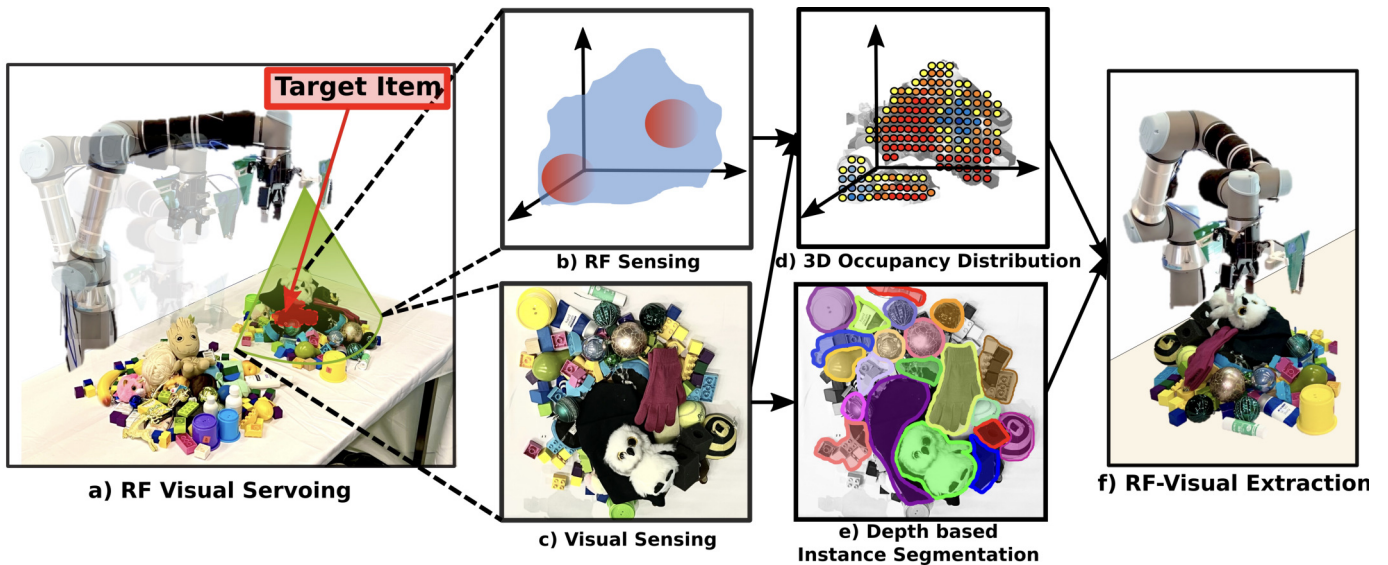 Target Item
a) RF Visual Servoing
b) RF Sensing
c) Visual Sensing
d) 3D Occupancy Distribution
e) Depth based
Instance Segmentation
f) RF-Visual Extraction